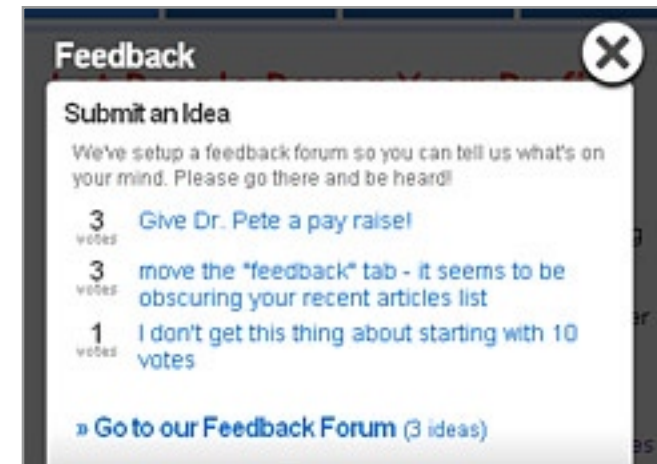 Feedback
Submit an Idea
We've setup a feedback forum so you can tell us what's on
your mind. Please go there and be heard!
3 votes Give Dr. Pete a pay raise!
3 votes move the "feedback" tab - it seems to be
obscuring your recent articles list
1 votes I don't get this thing about starting with 10
votes
» Go to our Feedback Forum (3 ideas)